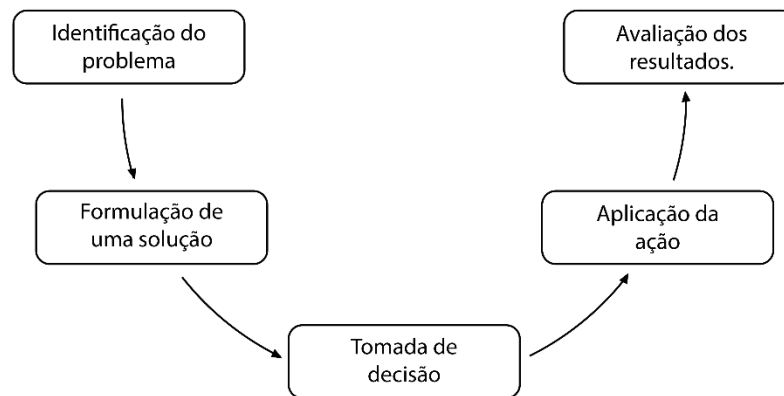 Identificação do
problema
Formulação de
uma solução
Tomada de
decisão
Aplicação da
ação
Avaliação dos
resultados.